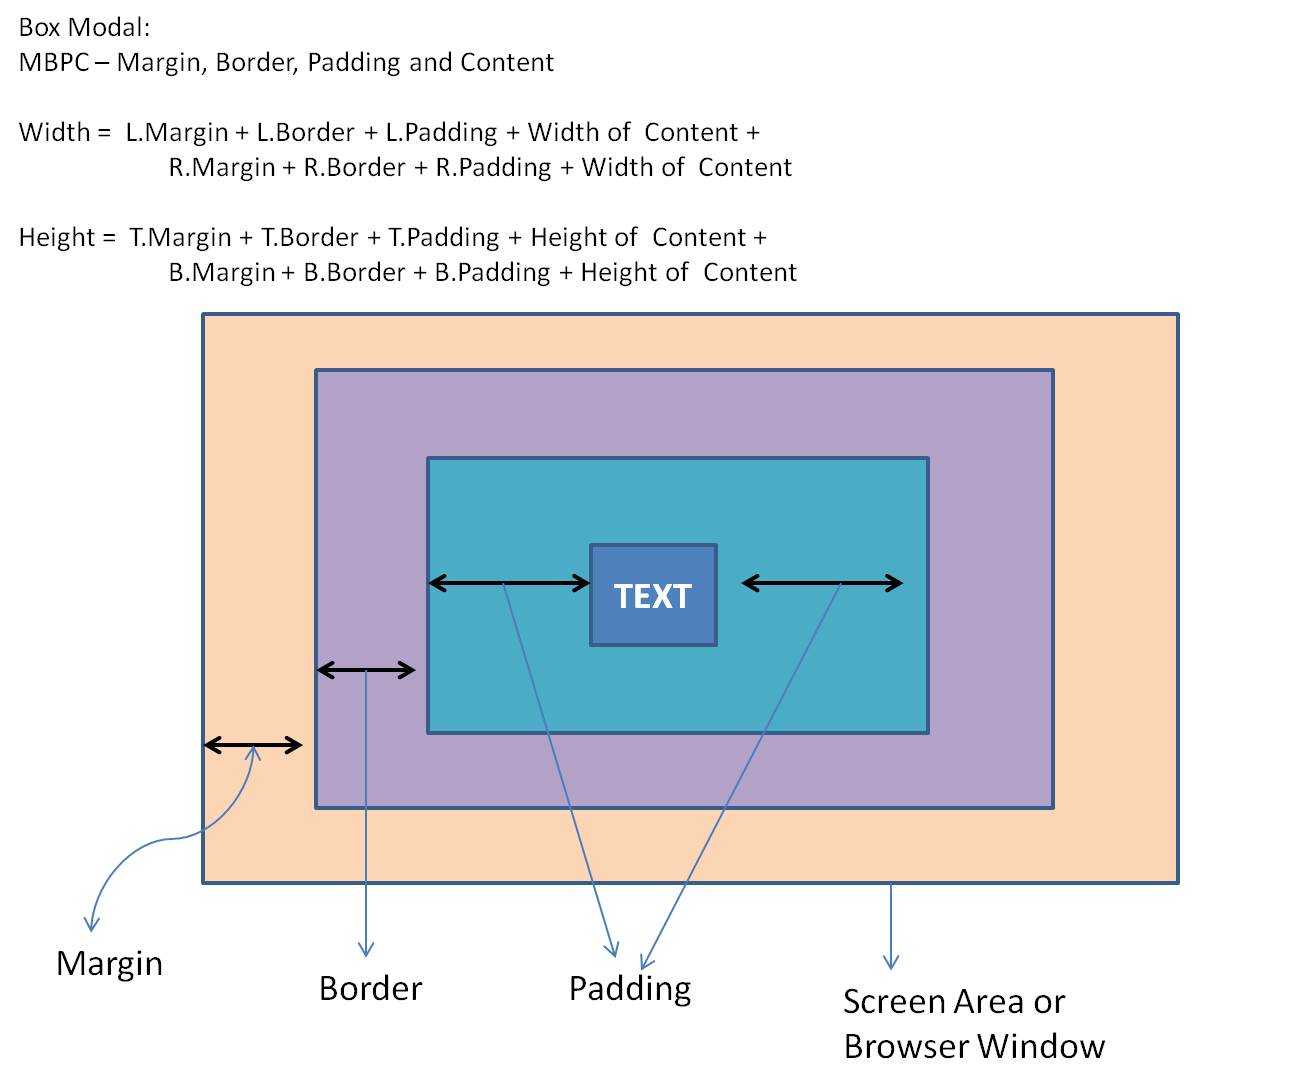 Box Modal:
MBPC – Margin, Border, Padding and Content
Width =  L.Margin + L.Border + L.Padding + Width of  Content +
R.Margin + R.Border + R.Padding + Width of  Content
Height =  T.Margin + T.Border + T.Padding + Height of  Content +
B.Margin + B.Border + B.Padding + Height of  Content
TEXT
Margin
Border
Padding
Screen Area or
Browser Window